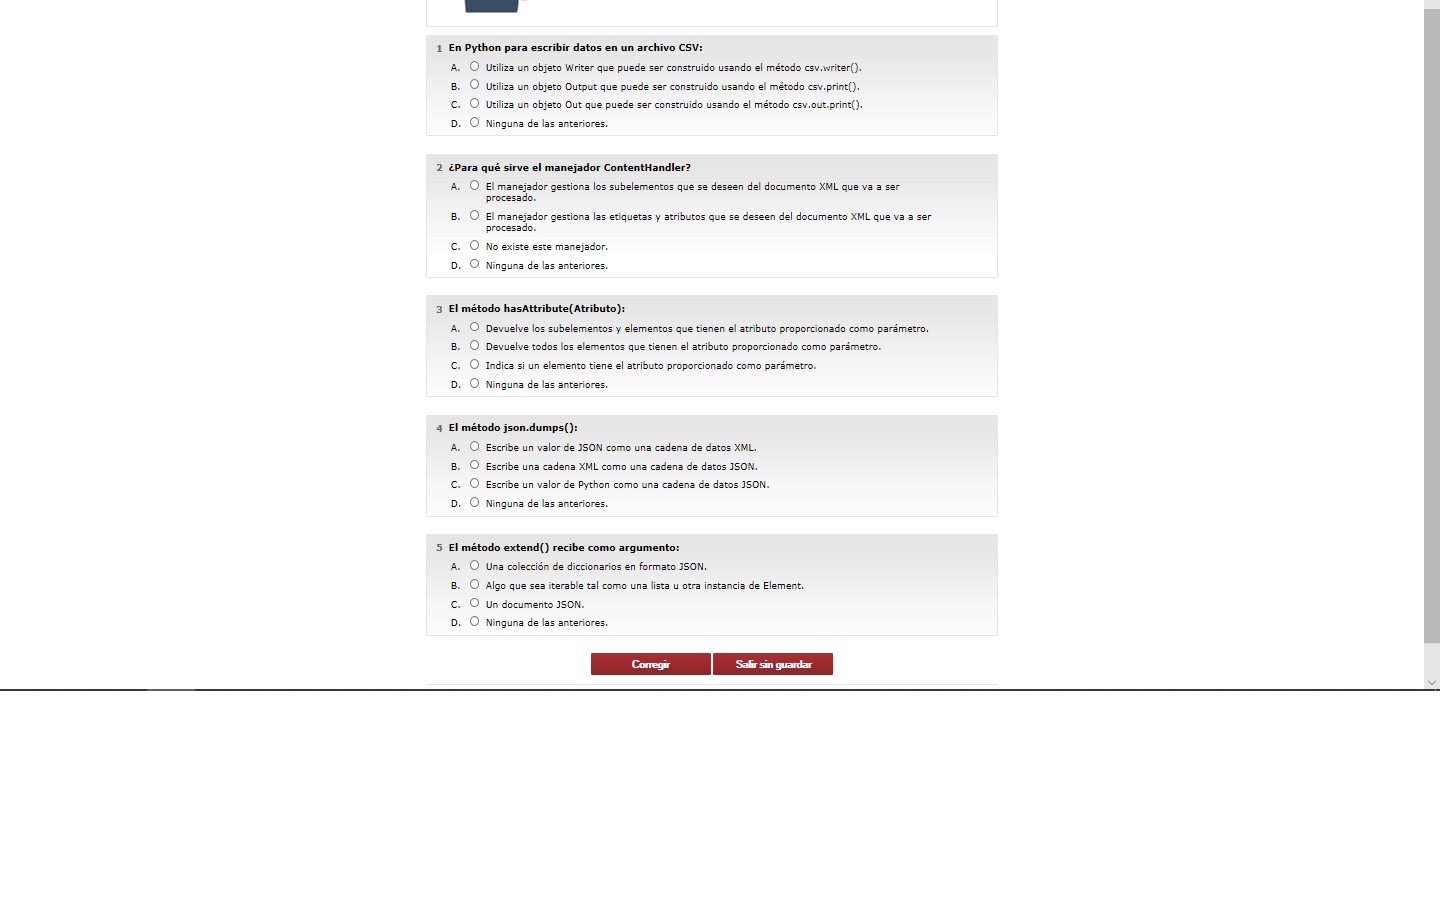 1 En Python para escribir datos en un archivo CSV:
A. Utiliza un objeto Writer que puede ser construido usando el método csv.writer().
B. Utiliza un objeto Output que puede ser construido usando el método csv.print().
C. Utiliza un objeto Out que puede ser construido usando el método csv.out.print().
D. Ninguna de las anteriores.
2 ¿Para qué sirve el manejador ContentHandler?
A. El manejador gestiona los subelementos que se deseen del documento XML que va a ser
procesado.
B. El manejador gestiona las etiquetas y atributos que se deseen del documento XML que va a ser
procesado.
C. No existe este manejador.
D. Ninguna de las anteriores.
3 El método hasAttribute(Atributo):
A. Devuelve los subelementos y elementos que tienen el atributo proporcionado como parámetro.
B. Devuelve todos los elementos que tienen el atributo proporcionado como parámetro.
C. Indica si un elemento tiene el atributo proporcionado como parámetro.
D. Ninguna de las anteriores.
4 El método json.dumps():
A. Escribe un valor de JSON como una cadena de datos XML.
B. Escribe una cadena XML como una cadena de datos JSON.
C. Escribe un valor de Python como una cadena de datos JSON.
D. Ninguna de las anteriores.
5 El método extend() recibe como argumento:
A. Una colección de diccionarios en formato JSON.
B. Algo que sea iterable tal como una lista u otra instancia de Element.
C. Un documento JSON.
D. Ninguna de las anteriores.
Corregir Salir sin guardar